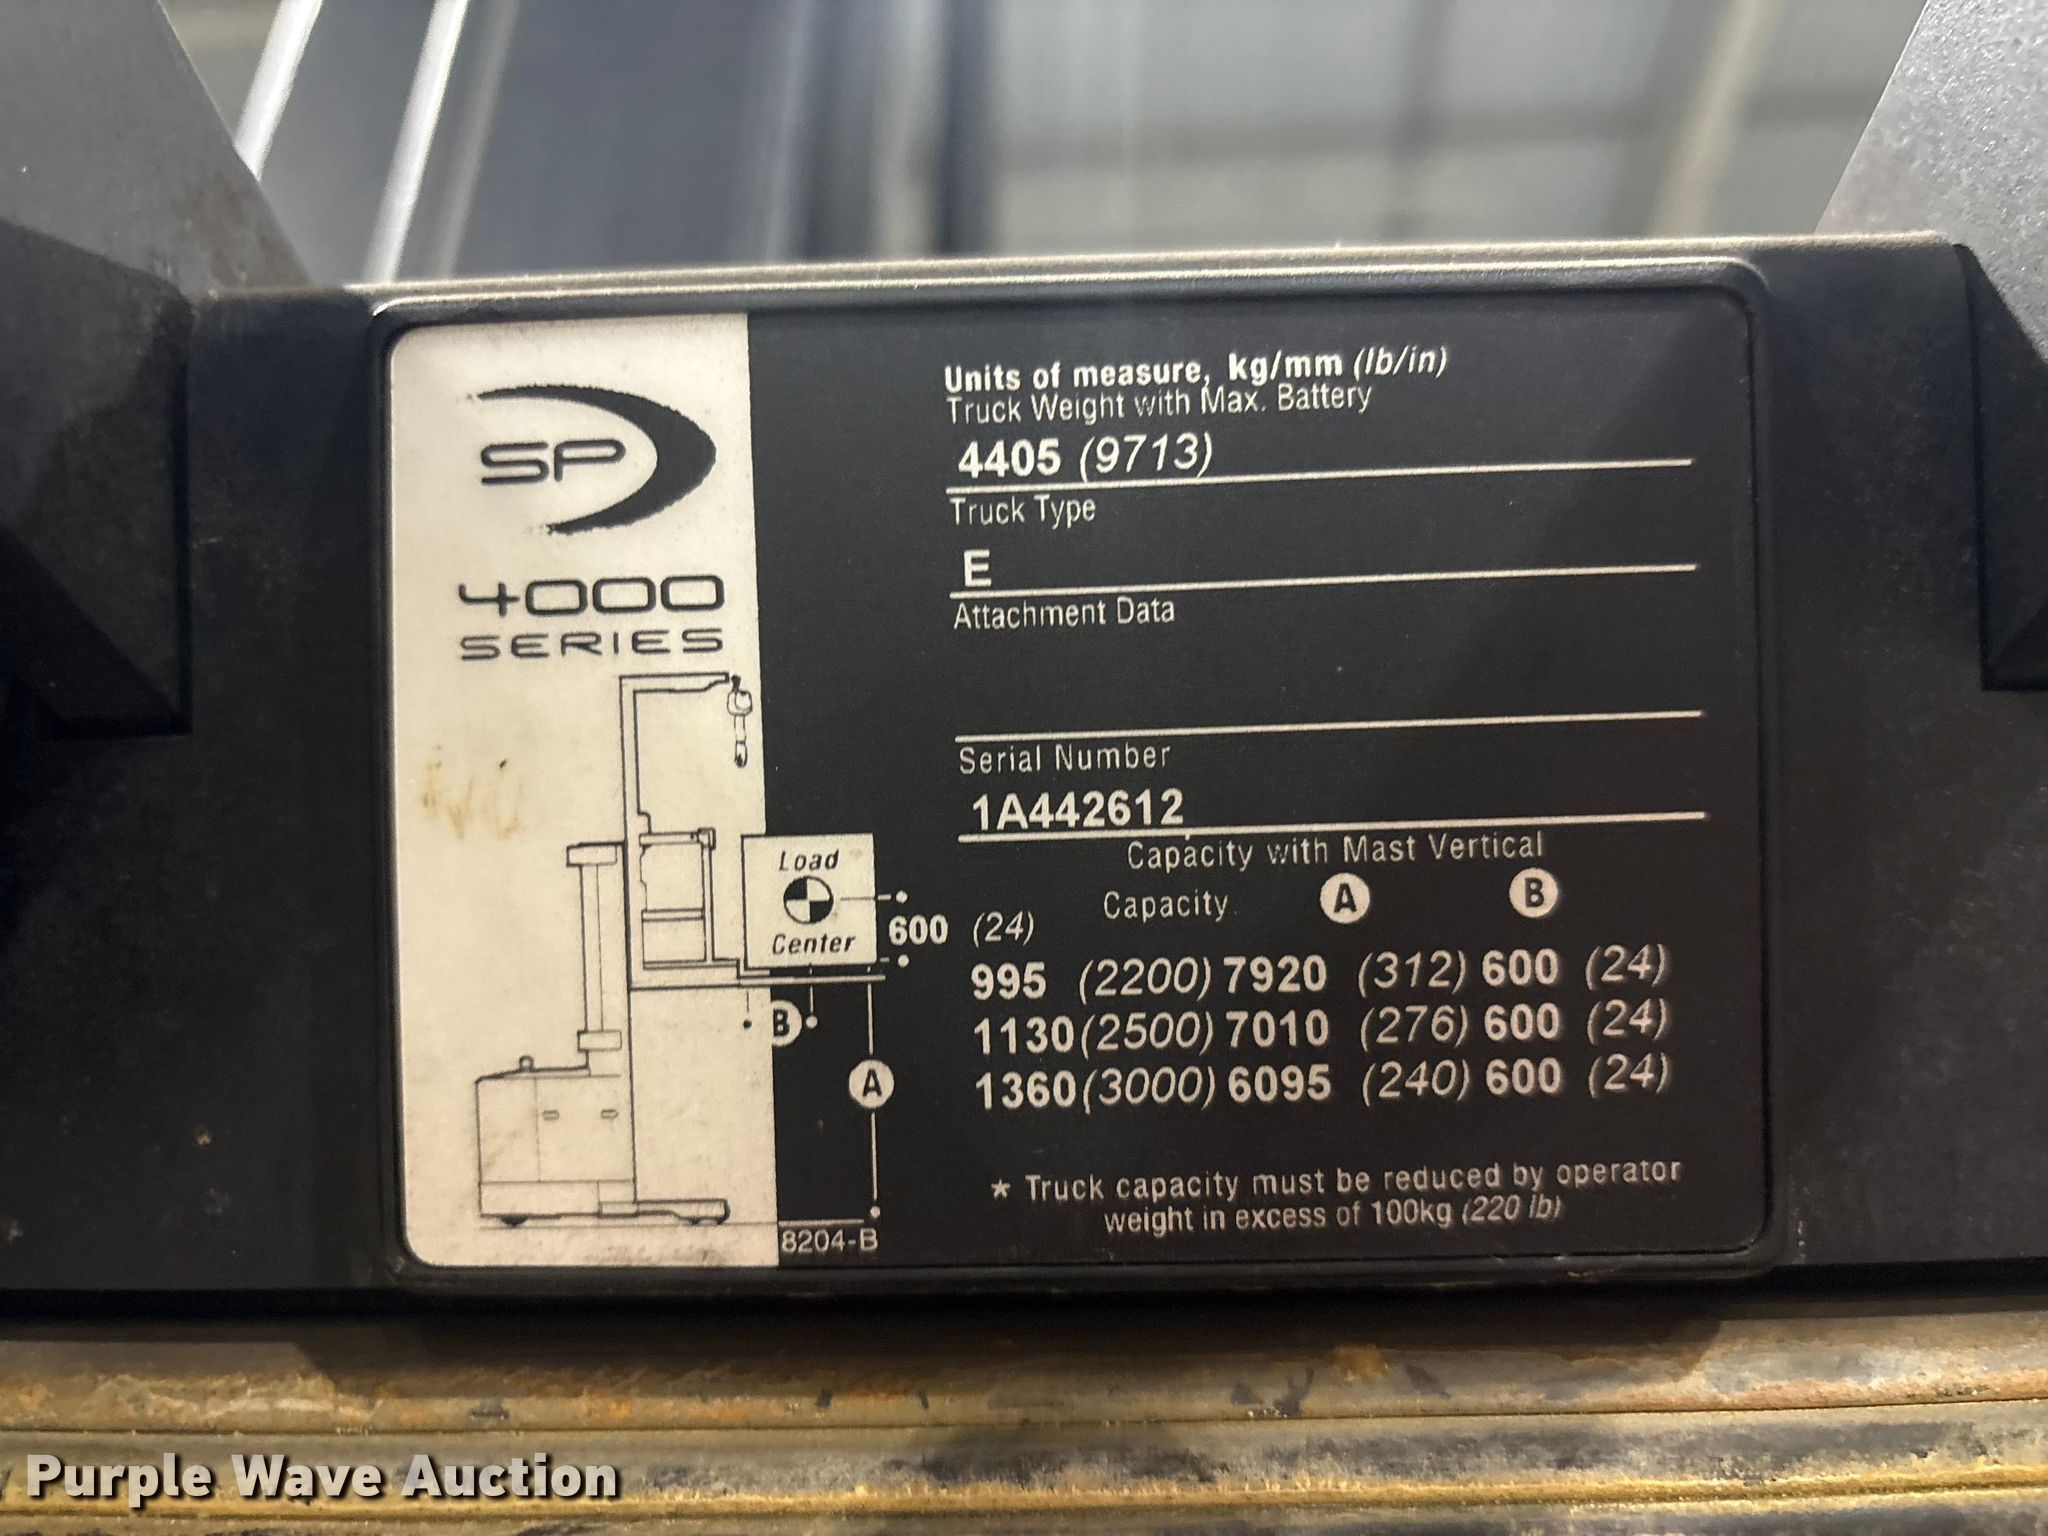 SP
4000
SERIES
Load
Center
600 (24)
B
A
8204-B
Units of measure, kg/mm (lb/in)
Truck Weight with Max. Battery
4405 (9713)
Truck Type
E
Attachment Data
Serial Number
1A442612
Capacity with Mast Vertical
Capacity A B
995 (2200) 7920 (312) 600 (24)
1130 (2500) 7010 (276) 600 (24)
1360 (3000) 6095 (240) 600 (24)
* Truck capacity must be reduced by operator
weight in excess of 100kg (220 lb)
Purple Wave Auction